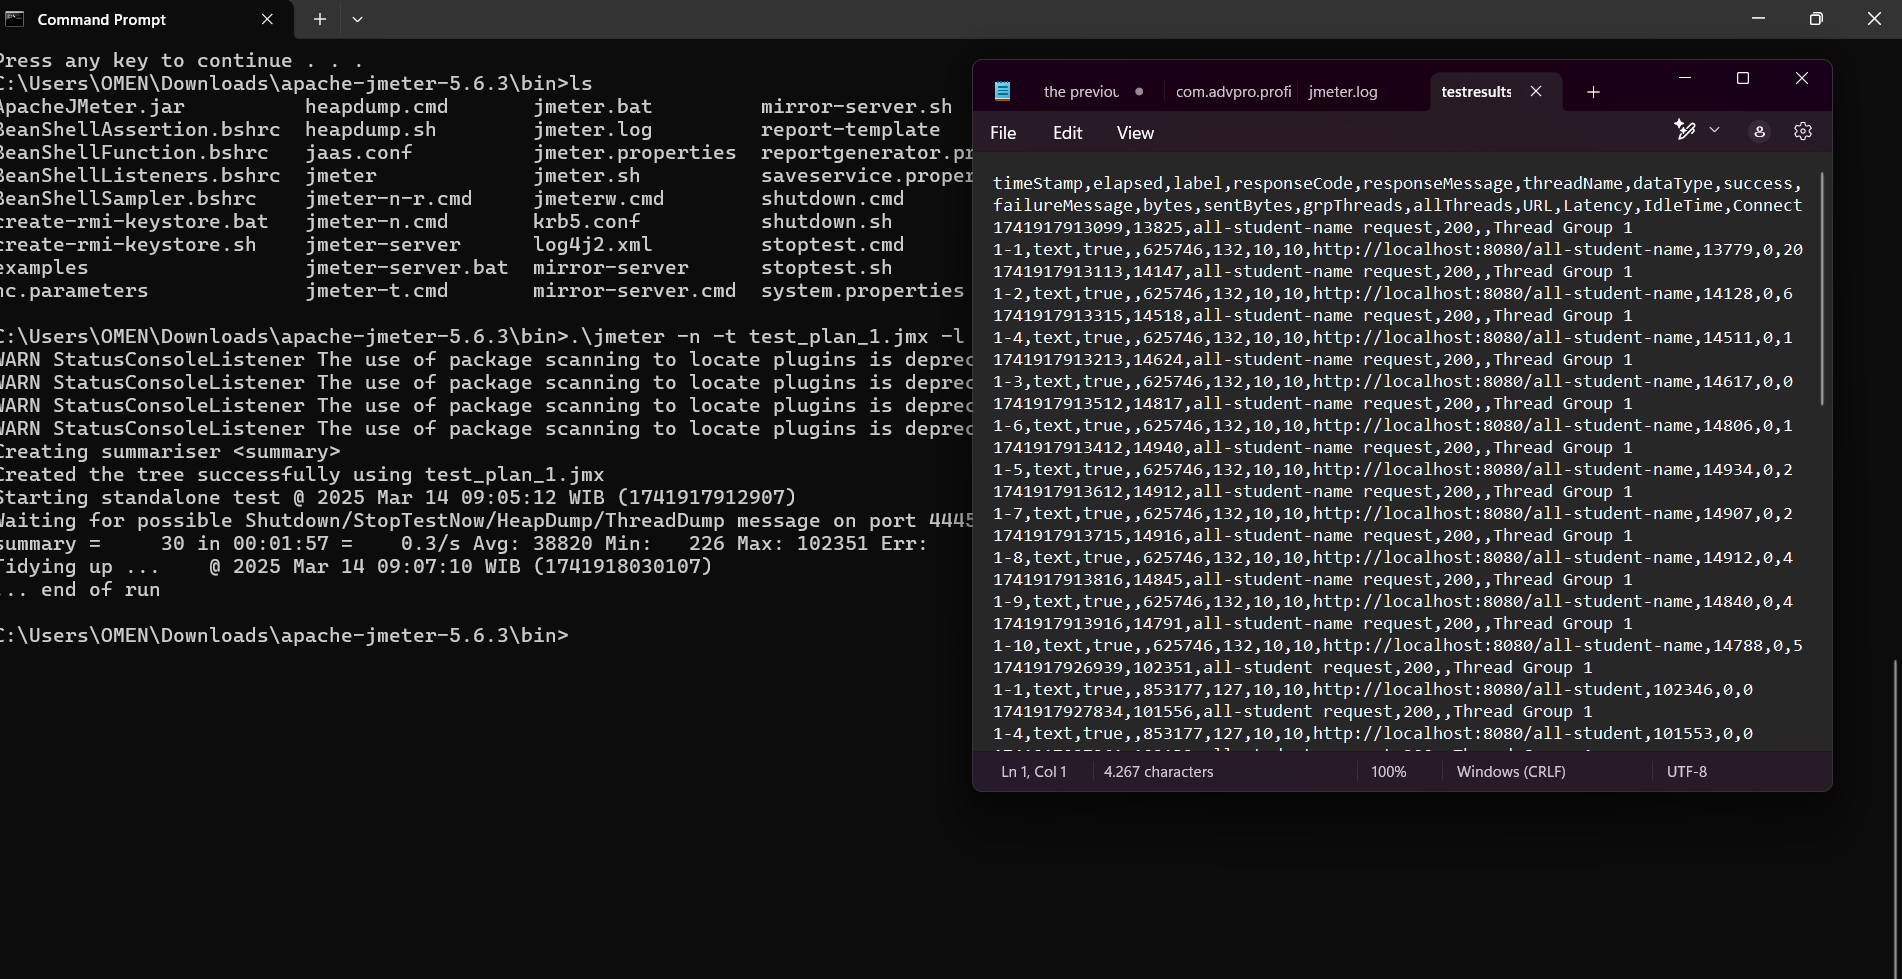 Command Prompt
Press any key to continue . . .
C:\Users\OMEN\Downloads\apache-jmeter-5.6.3\bin>ls
ApacheJMeter.jar heapdump.cmd jmeter.bat mirror-server.sh
BeanShellAssertion.bshrc heapdump.sh jmeter.log report-template
BeanShellFunction.bshrc jaas.conf jmeter.properties reportgenerator.pr
BeanShellListeners.bshrc jmeter jmeter.sh saveservice.proper
BeanShellSampler.bshrc jmeter-n-r.cmd jmeterw.cmd shutdown.cmd
create-rmi-keystore.bat jmeter-n.cmd krb5.conf shutdown.sh
create-rmi-keystore.sh jmeter-server log4j2.xml stoptest.cmd
examples jmeter-server.bat mirror-server stoptest.sh
hc.parameters jmeter-t.cmd mirror-server.cmd system.properties
C:\Users\OMEN\Downloads\apache-jmeter-5.6.3\bin>.\jmeter -n -t test_plan_1.jmx -l
WARN StatusConsoleListener The use of package scanning to locate plugins is deprec
WARN StatusConsoleListener The use of package scanning to locate plugins is deprec
WARN StatusConsoleListener The use of package scanning to locate plugins is deprec
WARN StatusConsoleListener The use of package scanning to locate plugins is deprec
Creating summariser <summary>
Created the tree successfully using test_plan_1.jmx
Starting standalone test @ 2025 Mar 14 09:05:12 WIB (1741917912907)
Waiting for possible Shutdown/StopTestNow/HeapDump/ThreadDump message on port 4445
summary = 30 in 00:01:57 = 0.3/s Avg: 38820 Min: 226 Max: 102351 Err:
Tidying up ... @ 2025 Mar 14 09:07:10 WIB (1741918030107)
... end of run
C:\Users\OMEN\Downloads\apache-jmeter-5.6.3\bin>
the previou com.advpro.profi jmeter.log testresults
File Edit View
timeStamp,elapsed,label,responseCode,responseMessage,threadName,dataType,success,
failureMessage,bytes,sentBytes,grpThreads,allThreads,URL,Latency,IdleTime,Connect
1741917913099,13825,all-student-name request,200,,Thread Group 1
1-1,text,true,,625746,132,10,10,http://localhost:8080/all-student-name,13779,0,20
1741917913113,14147,all-student-name request,200,,Thread Group 1
1-2,text,true,,625746,132,10,10,http://localhost:8080/all-student-name,14128,0,6
1741917913315,14518,all-student-name request,200,,Thread Group 1
1-4,text,true,,625746,132,10,10,http://localhost:8080/all-student-name,14511,0,1
1741917913213,14624,all-student-name request,200,,Thread Group 1
1-3,text,true,,625746,132,10,10,http://localhost:8080/all-student-name,14617,0,0
1741917913512,14817,all-student-name request,200,,Thread Group 1
1-6,text,true,,625746,132,10,10,http://localhost:8080/all-student-name,14806,0,1
1741917913412,14940,all-student-name request,200,,Thread Group 1
1-5,text,true,,625746,132,10,10,http://localhost:8080/all-student-name,14934,0,2
1741917913612,14912,all-student-name request,200,,Thread Group 1
1-7,text,true,,625746,132,10,10,http://localhost:8080/all-student-name,14907,0,2
1741917913715,14916,all-student-name request,200,,Thread Group 1
1-8,text,true,,625746,132,10,10,http://localhost:8080/all-student-name,14912,0,4
1741917913816,14845,all-student-name request,200,,Thread Group 1
1-9,text,true,,625746,132,10,10,http://localhost:8080/all-student-name,14840,0,4
1741917913916,14791,all-student-name request,200,,Thread Group 1
1-10,text,true,,625746,132,10,10,http://localhost:8080/all-student-name,14788,0,5
1741917926939,102351,all-student request,200,,Thread Group 1
1-1,text,true,,853177,127,10,10,http://localhost:8080/all-student,102346,0,0
1741917927834,101556,all-student request,200,,Thread Group 1
1-4,text,true,,853177,127,10,10,http://localhost:8080/all-student,101553,0,0
Ln 1, Col 1 4.267 characters 100% Windows (CRLF) UTF-8